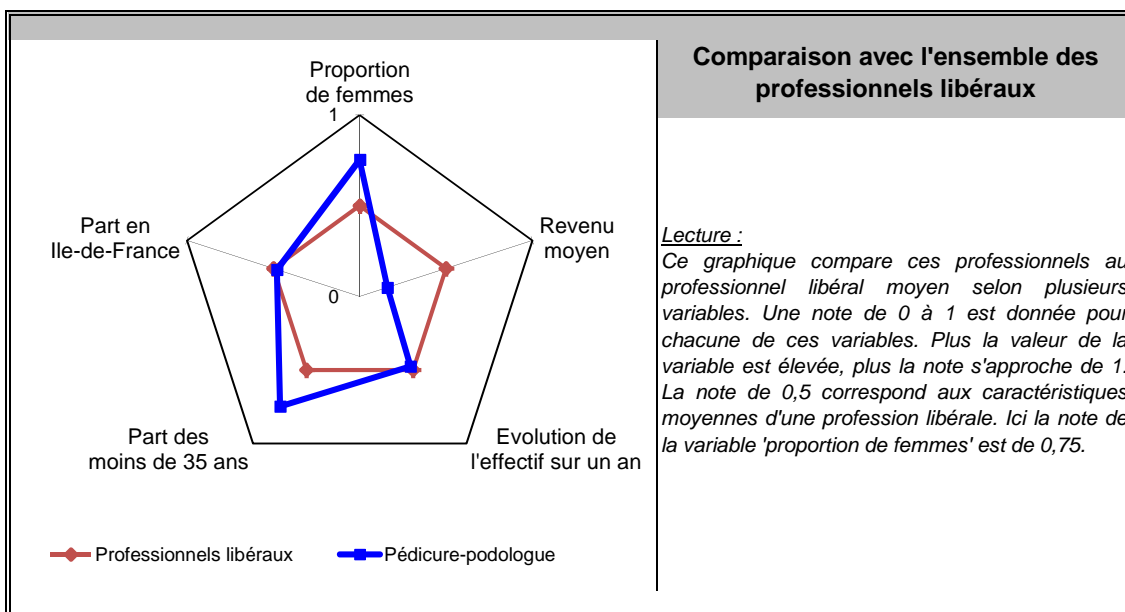 Comparaison avec l'ensemble des
professionnels libéraux
Proportion
de femmes
1
Part en
Ile-de-France
Revenu
moyen
0
Part des
moins de 35 ans
Evolution de
l'effectif sur un an
Professionnels libéraux
Pédicure-podologue
Lecture :
Ce graphique compare ces professionnels au
professionnel libéral moyen selon plusieurs
variables. Une note de 0 à 1 est donnée pour
chacune de ces variables. Plus la valeur de la
variable est élevée, plus la note s'approche de 1.
La note de 0,5 correspond aux caractéristiques
moyennes d'une profession libérale. Ici la note de
la variable 'proportion de femmes' est de 0,75.